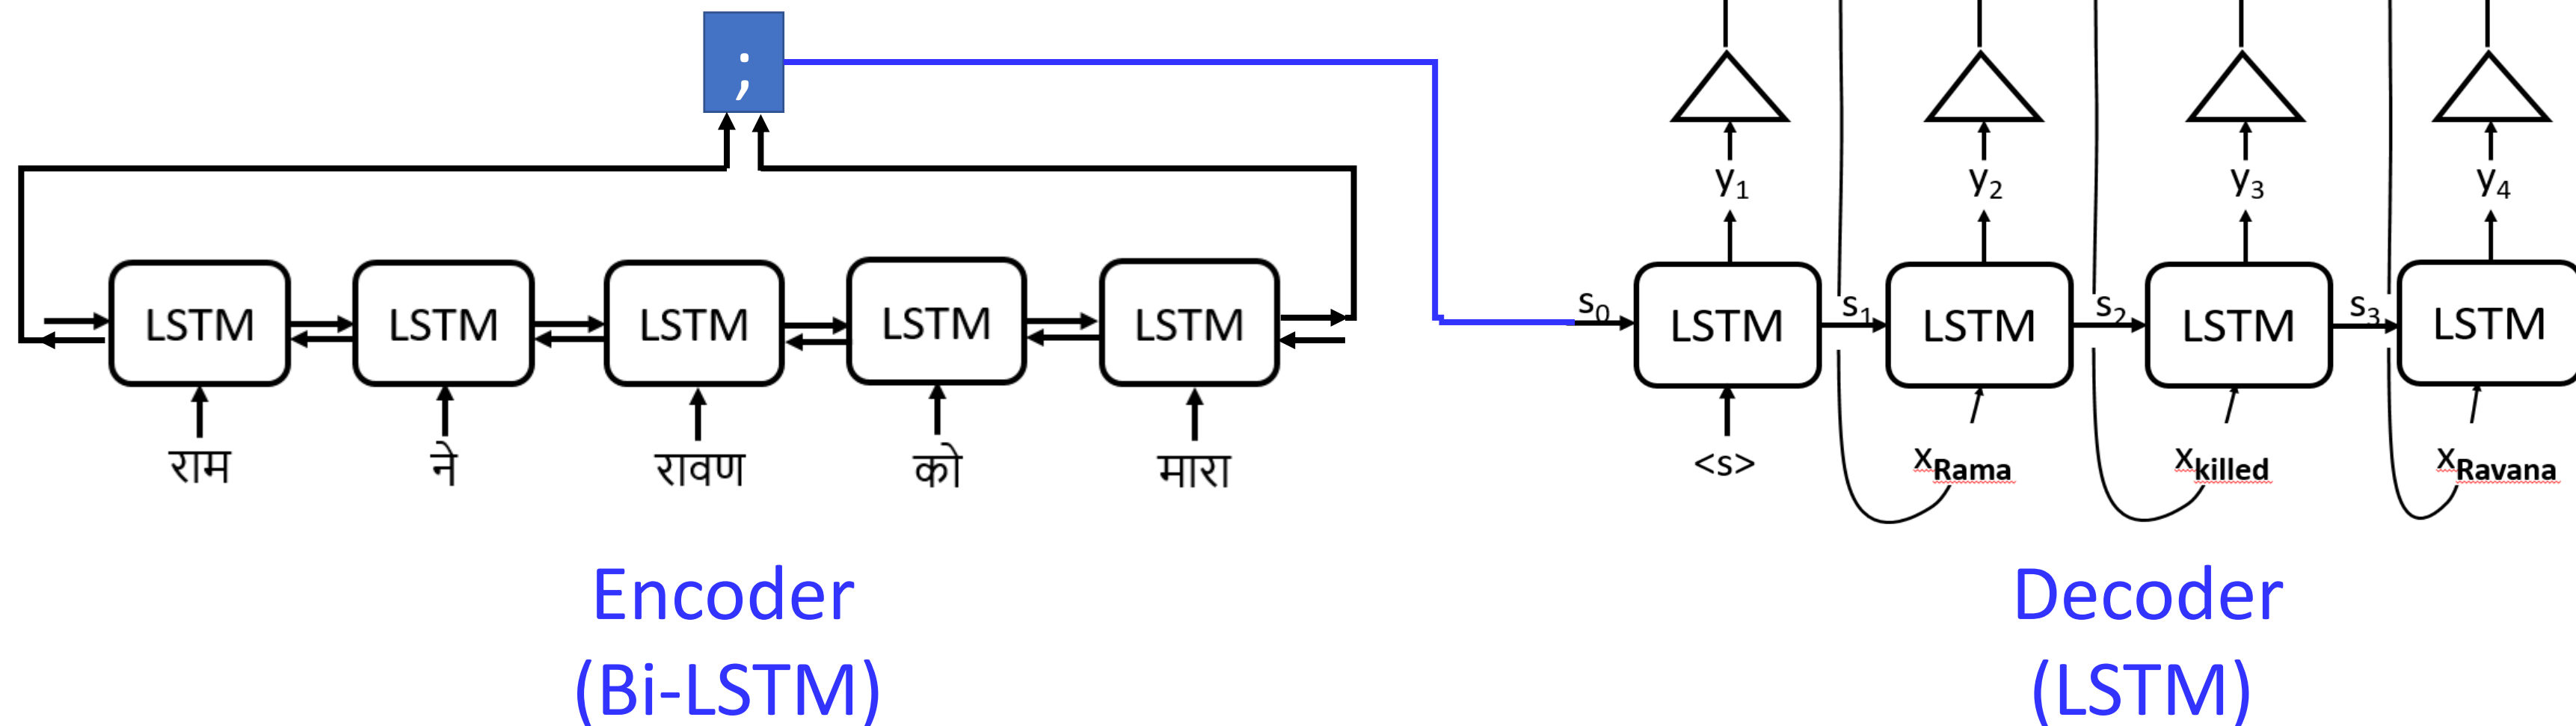 ;
y1 y2 y3 y4
LSTM LSTM LSTM LSTM LSTM s0 LSTM s1 LSTM s2 LSTM s3 LSTM
राम ने रावण को मारा <s> xRama xkilled xRavana
Encoder Decoder
(Bi-LSTM) (LSTM)